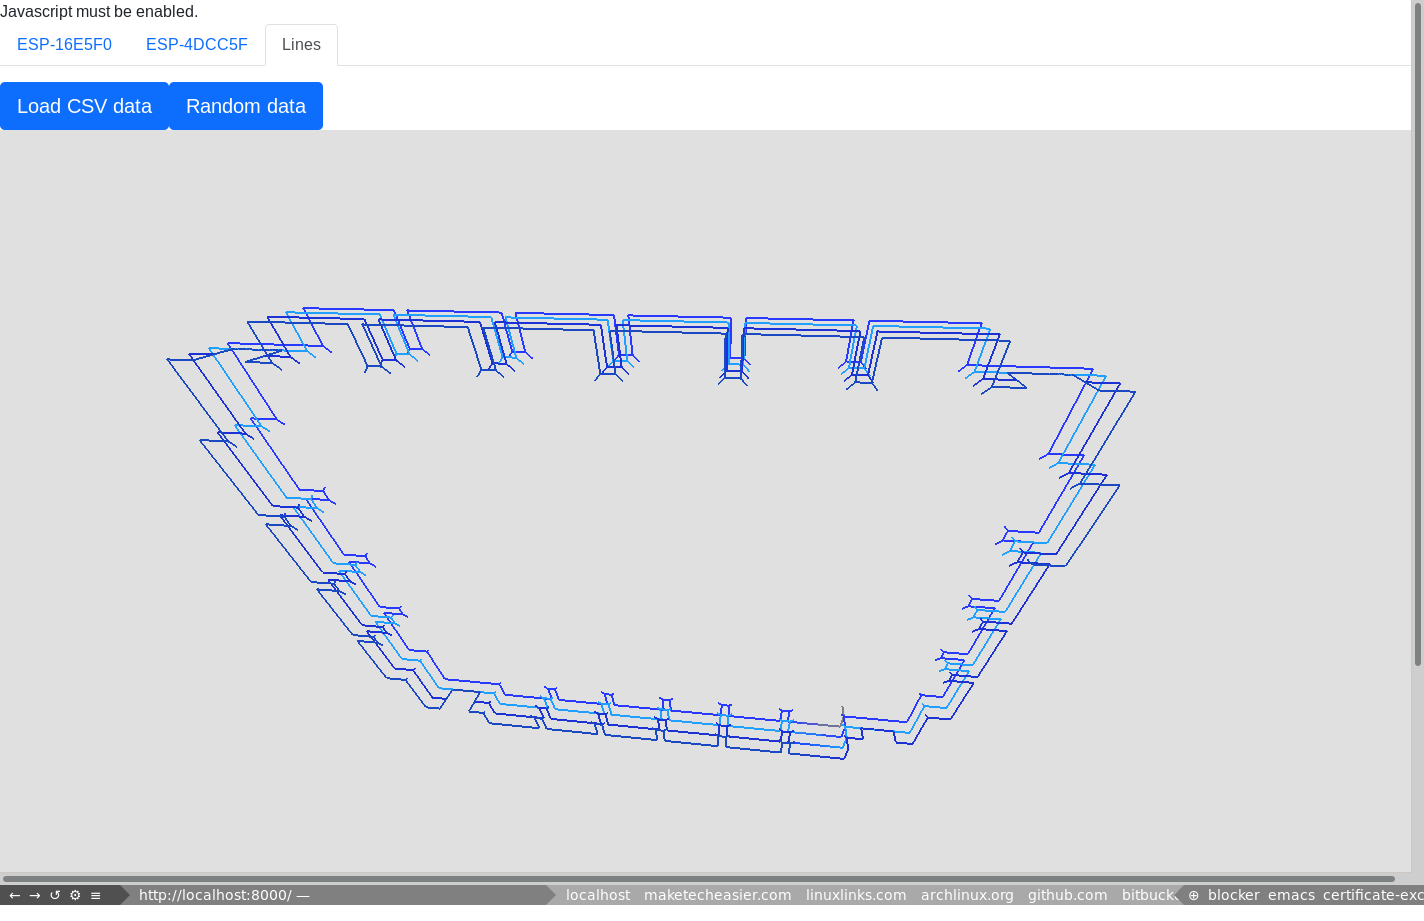 Javascript must be enabled.
ESP-16E5F0 ESP-4DCC5F Lines
Load CSV data Random data
← → ↺ ⚙ ≡ http://localhost:8000/ — localhost maketecheasier.com linuxlinks.com archlinux.org github.com bitbuck ⊕ blocker emacs certificate-exc